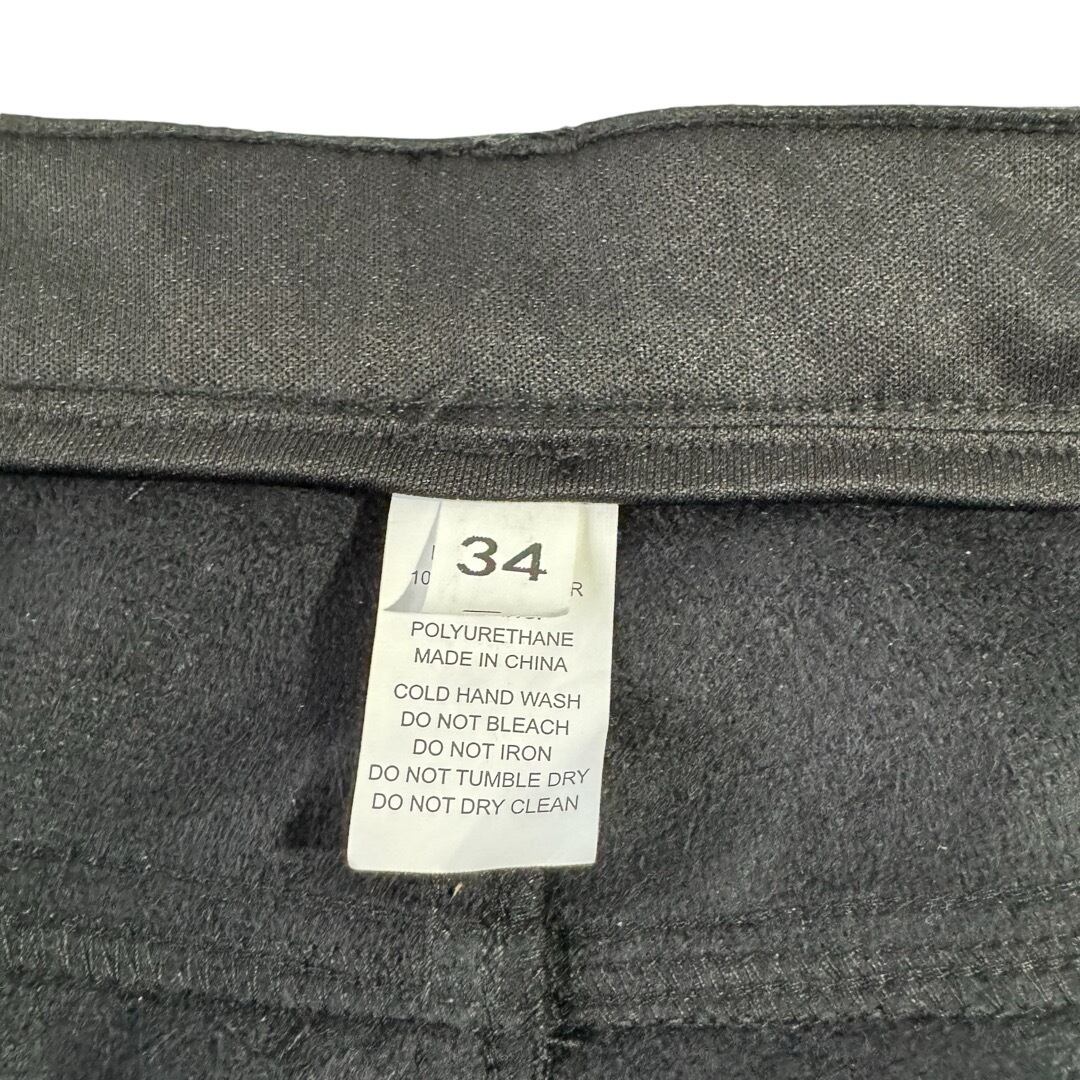 34
10
R
POLYURETHANE
MADE IN CHINA
COLD HAND WASH
DO NOT BLEACH
DO NOT IRON
DO NOT TUMBLE DRY
DO NOT DRY CLEAN